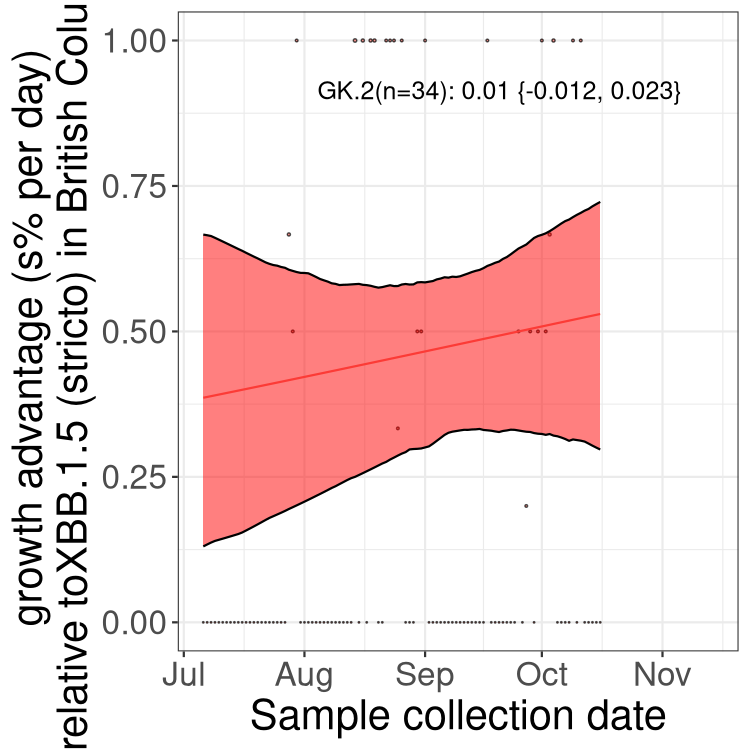 growth advantage (s% per day)
relative toXBB.1.5 (stricto) in British Colu
1.00
0.75
0.50
0.25
0.00
GK.2(n=34): 0.01 {-0.012, 0.023}
Jul Aug Sep Oct Nov
Sample collection date